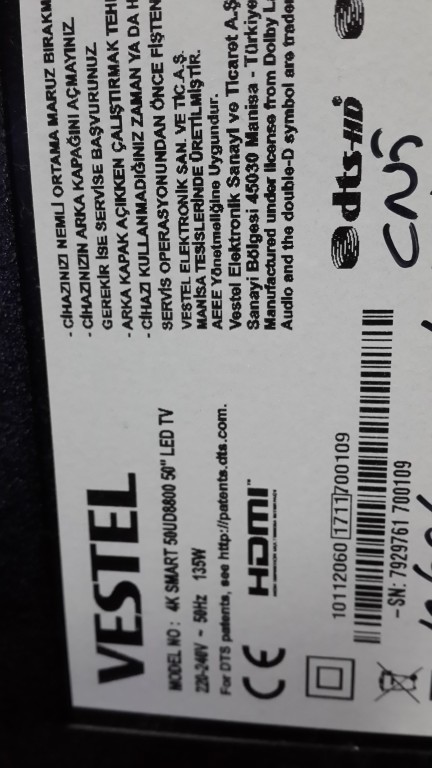 VESTEL
MODEL NO : 4K SMART 50UD8800 50" LED TV
220-240V ~ 50Hz 135W
For DTS patents, see http://patents.dts.com.
CE HDMI™
10112060 1711 700109
-SN: 7929761 700109
- CİHAZINIZI NEMLİ ORTAMA MARUZ BIRAKM
- CİHAZINIZIN ARKA KAPAĞINI AÇMAYINIZ.
GEREKİR İSE SERVİSE BAŞVURUNUZ.
- ARKA KAPAK AÇIKKEN ÇALIŞTIRMAK TEH
- CİHAZI KULLANMADIĞINIZ ZAMAN YA DA H
SERVİS OPERASYONUNDAN ÖNCE FİŞTEN
VESTEL ELEKTRONİK SAN. VE TİC.A.Ş.
MANİSA TESİSLERİNDE ÜRETİLMİŞTİR.
AEEE Yönetmeliğine Uygundur.
Vestel Elektronik Sanayi ve Ticaret A.Ş
Sanayi Bölgesi 45030 Manisa - Türkiye
Manufactured under license from Dolby L
Audio and the double-D symbol are trader
dts-HD®